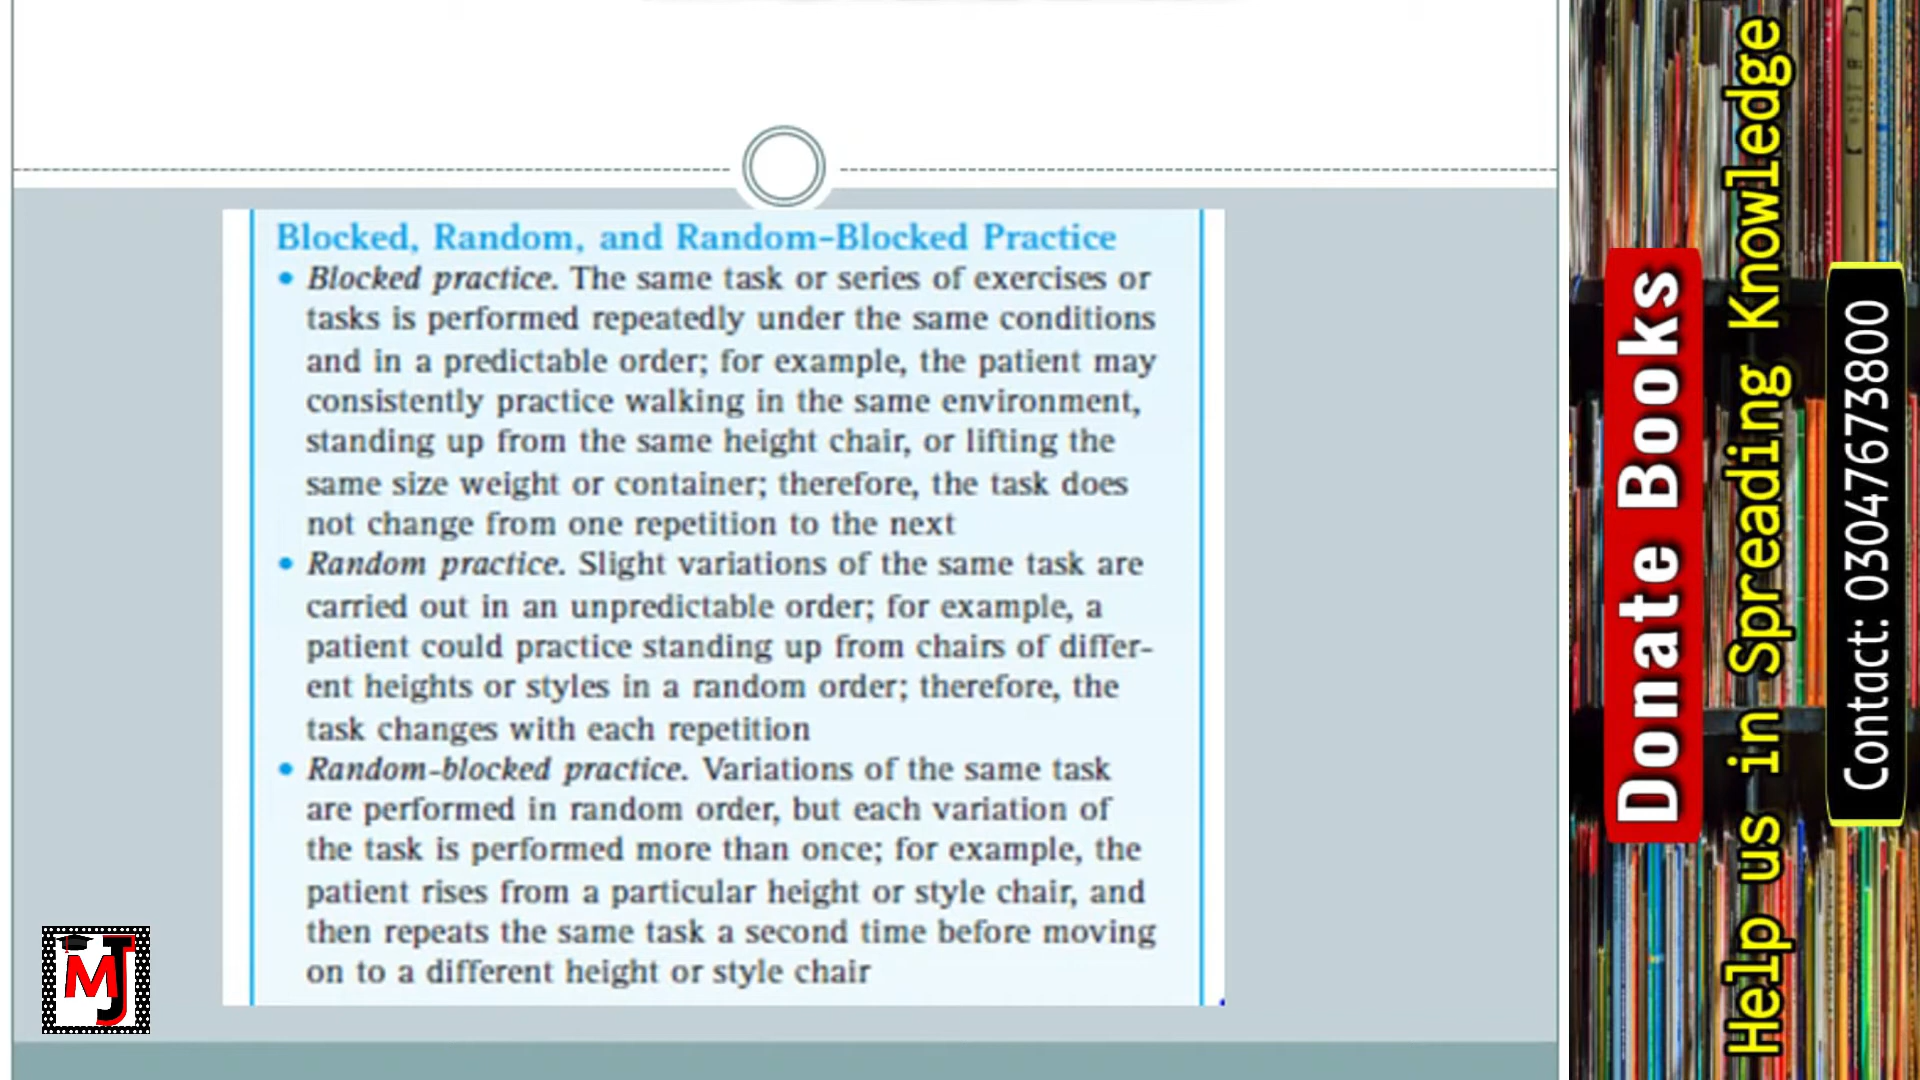 Blocked, Random, and Random-Blocked Practice
• Blocked practice. The same task or series of exercises or
tasks is performed repeatedly under the same conditions
and in a predictable order; for example, the patient may
consistently practice walking in the same environment,
standing up from the same height chair, or lifting the
same size weight or container; therefore, the task does
not change from one repetition to the next
• Random practice. Slight variations of the same task are
carried out in an unpredictable order; for example, a
patient could practice standing up from chairs of differ-
ent heights or styles in a random order; therefore, the
task changes with each repetition
• Random-blocked practice. Variations of the same task
are performed in random order, but each variation of
the task is performed more than once; for example, the
patient rises from a particular height or style chair, and
then repeats the same task a second time before moving
on to a different height or style chair
MJ
Donate Books
Help us in Spreading Knowledge
Contact: 03047673800